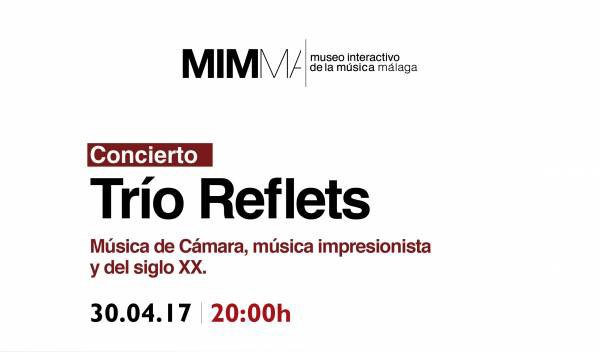 MIMMA
museo interactivo
de la música málaga
Concierto
Trío Reflets
Música de Cámara, música impresionista
y del siglo XX.
30.04.17 | 20:00h